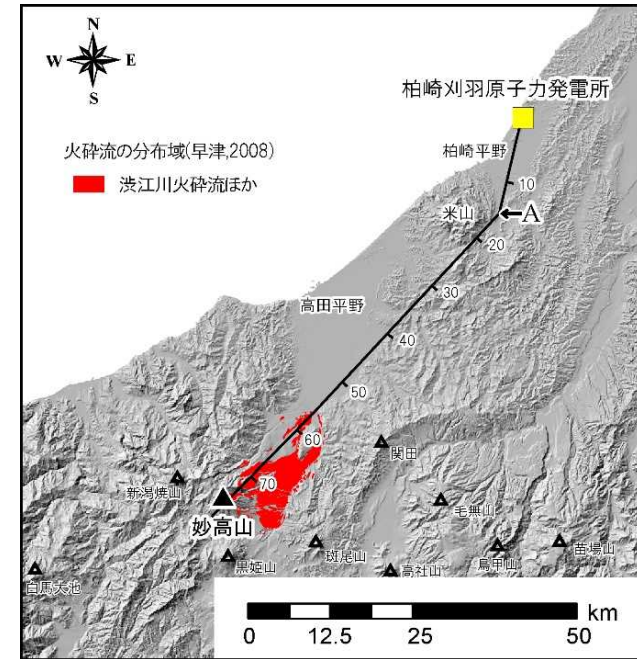 N
W E
S
柏崎刈羽原子力発電所
火砕流の分布域(早津,2008)
渋江川火砕流ほか
柏崎平野
10
米山
A
20
30
高田平野
40
50
60
関田
70
新潟焼山
毛無山
妙高山
黒姫山
斑尾山
高社山
鳥甲山
苗場山
白馬大池
km
0 12.5 25 50